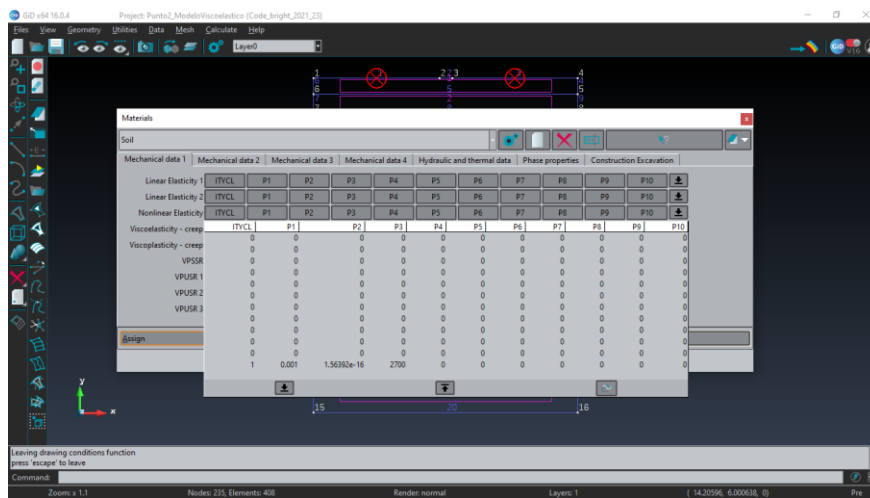 GiD x64 16.0.4 Project: Punto2_ModeloViscoelastico (Code_bright_2021_23)
Files View Geometry Utilities Data Mesh Calculate Help
Layer0
GiD
V16
1 2 3 4
6 5 5
Materials
Soil
Mechanical data 1 Mechanical data 2 Mechanical data 3 Mechanical data 4 Hydraulic and thermal data Phase properties Construction Excavation
Linear Elasticity 1 ITYCL P1 P2 P3 P4 P5 P6 P7 P8 P9 P10
Linear Elasticity 2 ITYCL P1 P2 P3 P4 P5 P6 P7 P8 P9 P10
Nonlinear Elasticity ITYCL P1 P2 P3 P4 P5 P6 P7 P8 P9 P10
Viscoelasticity - creep ITYCL P1 P2 P3 P4 P5 P6 P7 P8 P9 P10
0 0 0 0 0 0 0 0 0 0 0
Viscoplasticity - creep 0 0 0 0 0 0 0 0 0 0 0
0 0 0 0 0 0 0 0 0 0 0
VPSSR 0 0 0 0 0 0 0 0 0 0 0
0 0 0 0 0 0 0 0 0 0 0
VPUSR 1 0 0 0 0 0 0 0 0 0 0 0
VPUSR 2 0 0 0 0 0 0 0 0 0 0 0
0 0 0 0 0 0 0 0 0 0 0
VPUSR 3 0 0 0 0 0 0 0 0 0 0 0
0 0 0 0 0 0 0 0 0 0 0
Assign 0 0 0 0 0 0 0 0 0 0 0
0 0 0 0 0 0 0 0 0 0 0
1 0.001 1.56392e-16 2700 0 0 0 0 0 0 0
y
x
15 20 16
Leaving drawing conditions function
press 'escape' to leave
Command:
Zoom: x 1.1 Nodes: 235, Elements: 408 Render: normal Layers: 1 ( 14.20596, 6.000638, 0) Pre